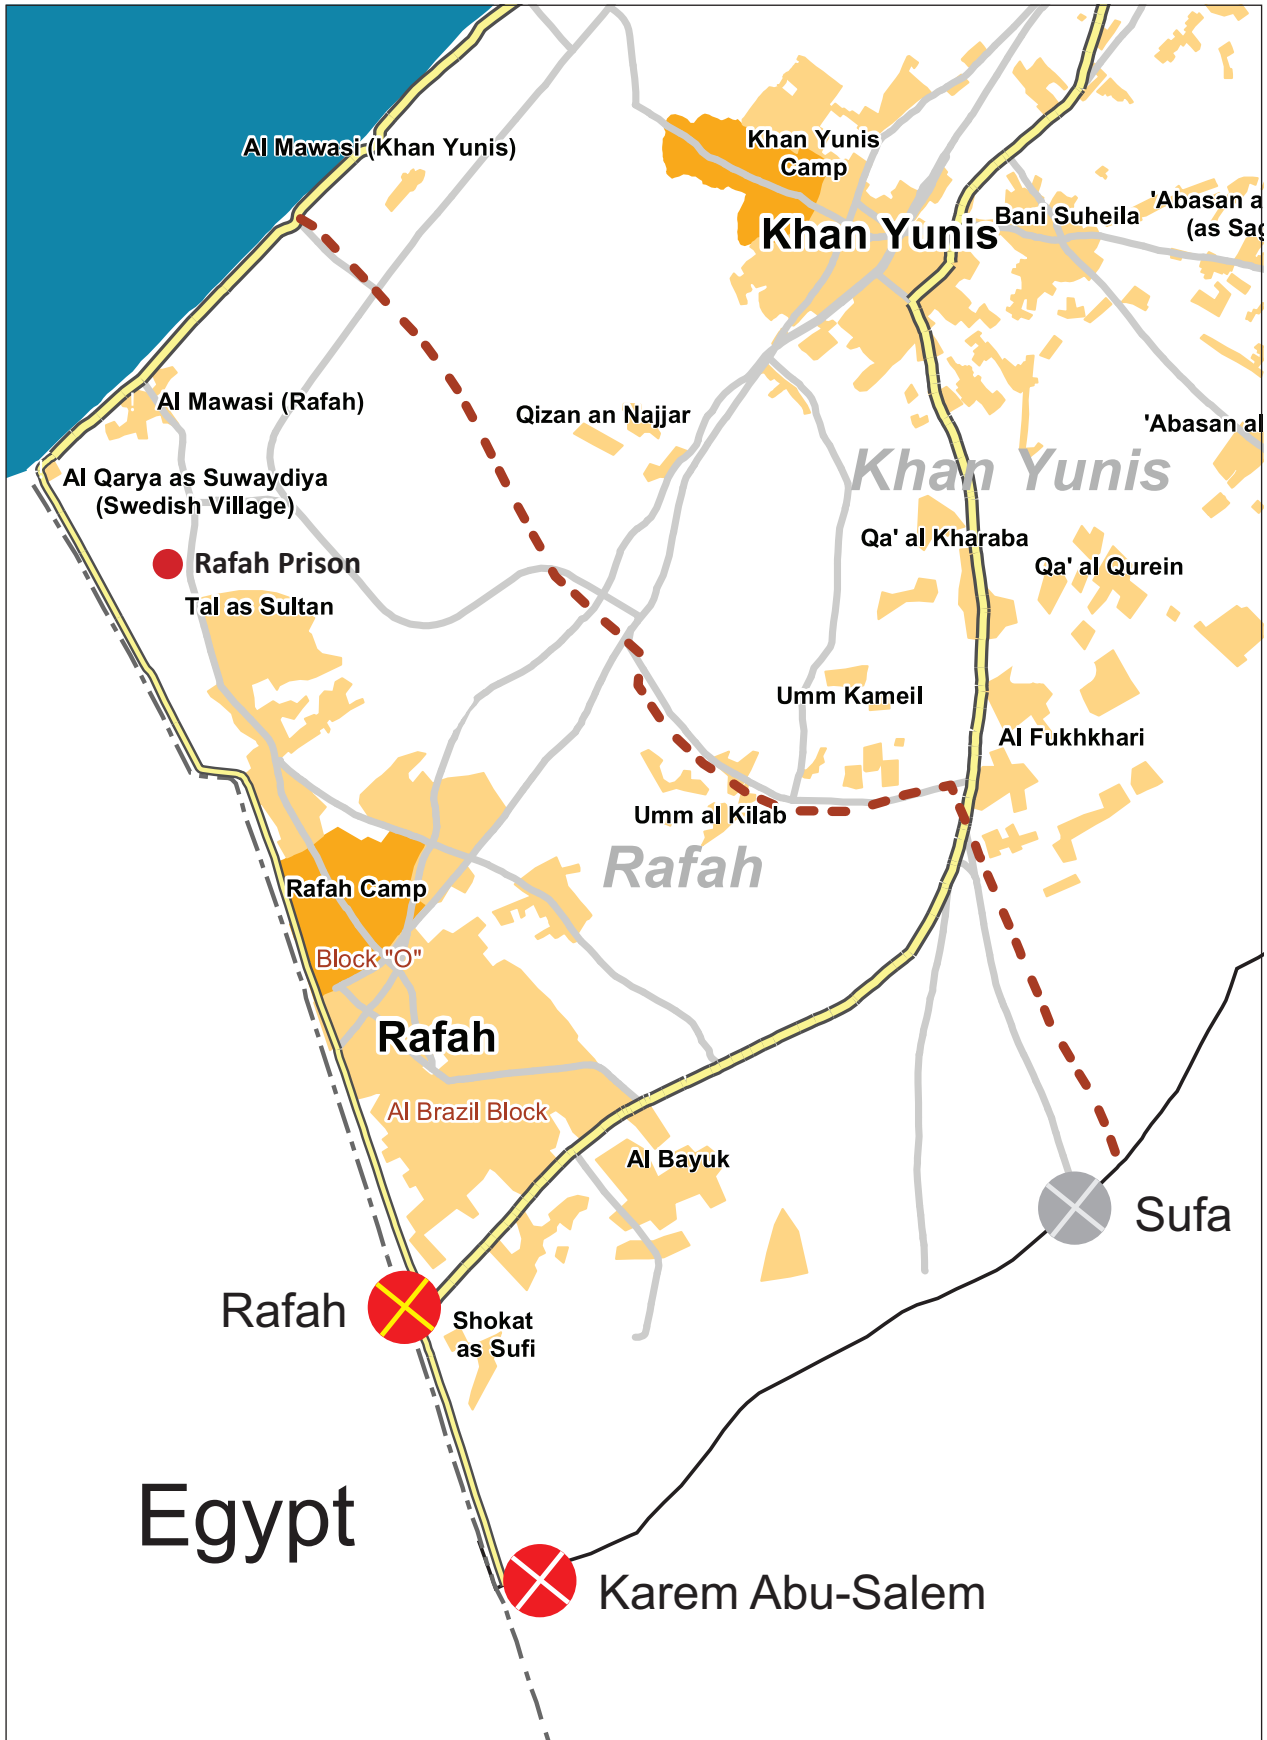 Al Mawasi (Khan Yunis)
Khan Yunis
Camp
Khan Yunis
Bani Suheila
'Abasan a
(as Sag
Al Mawasi (Rafah)
Qizan an Najjar
'Abasan al
Khan Yunis
Al Qarya as Suwaydiya
(Swedish Village)
Qa' al Kharaba
Qa' al Qurein
Rafah Prison
Tal as Sultan
Umm Kameil
Al Fukhkhari
Umm al Kilab
Rafah
Rafah Camp
Block "O"
Rafah
Al Brazil Block
Al Bayuk
Sufa
Rafah
Shokat
as Sufi
Egypt
Karem Abu-Salem